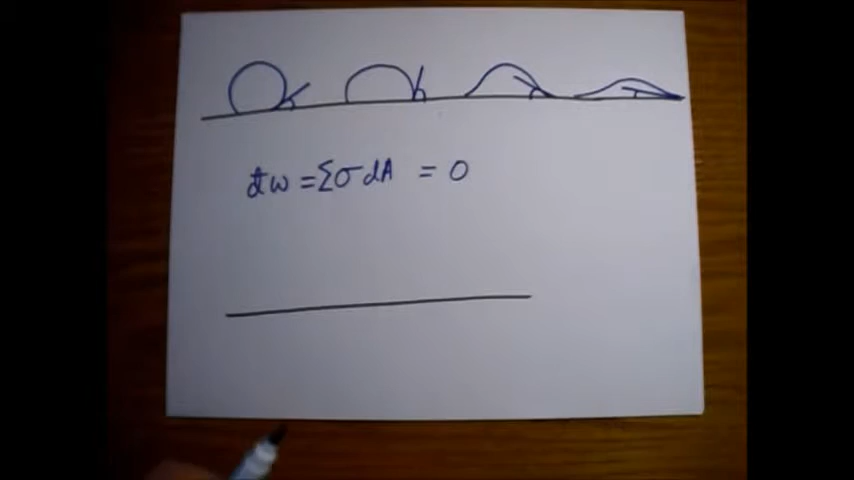 đw = Σσ dA = 0